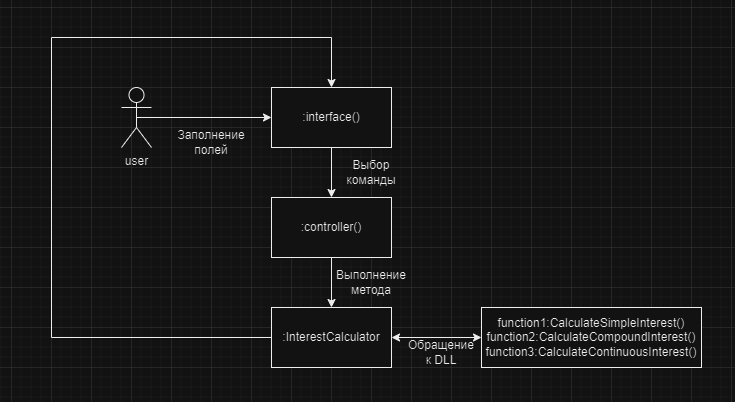 :interface()
Заполнение
полей
user
Выбор
команды
:controller()
Выполнение
метода
:InterestCalculator
Обращение
к DLL
function1:CalculateSimpleInterest()
function2:CalculateCompoundInterest()
function3:CalculateContinuousInterest()